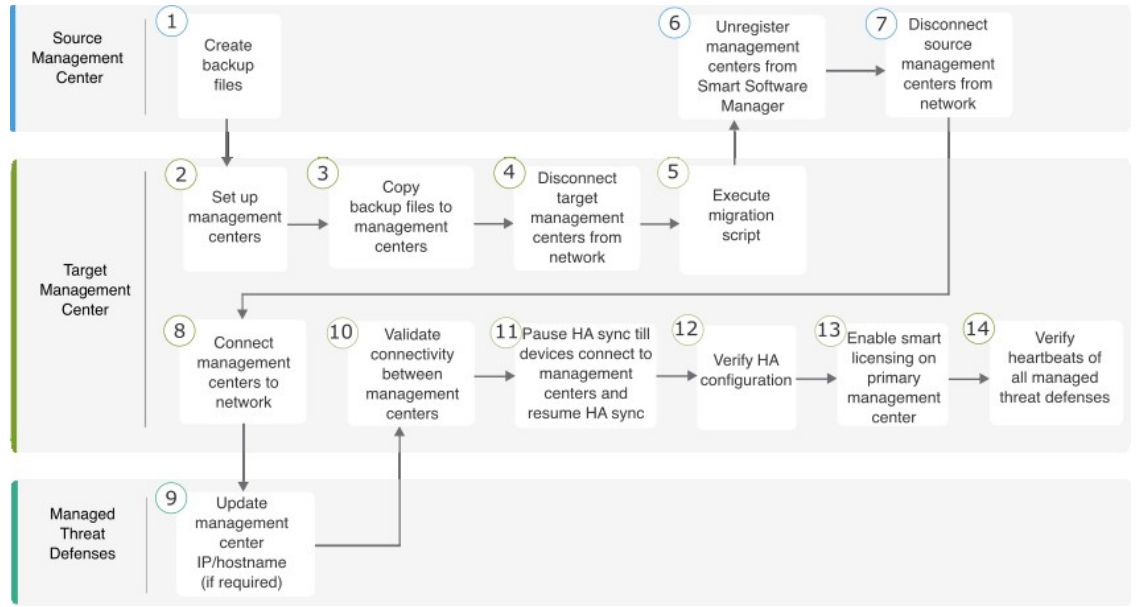 Source
Management
Center
1
Create
backup
files
6
Unregister
management
centers from
Smart Software
Manager
7
Disconnect
source
management
centers from
network
Target
Management
Center
2
Set up
management
centers
3
Copy
backup files to
management
centers
4
Disconnect
target
management
centers from
network
5
Execute
migration
script
8
Connect
management
centers to
network
10
Validate
connectivity
between
management
centers
11
Pause HA sync till
devices connect to
management
centers and
resume HA sync
12
Verify HA
configuration
13
Enable smart
licensing on
primary
management
center
14
Verify
heartbeats of
all managed
threat defenses
Managed
Threat
Defenses
9
Update
management
center
IP/hostname
(if required)